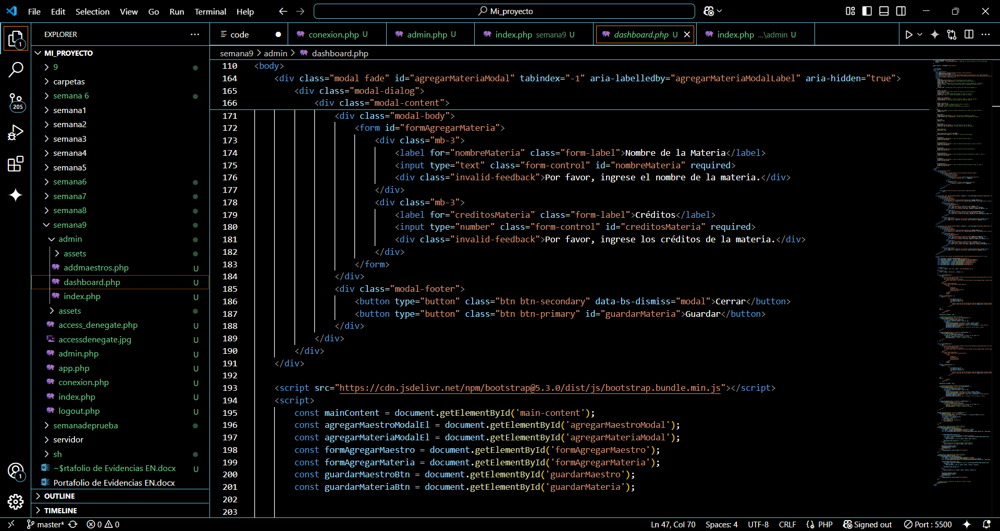 File Edit Selection View Go Run Terminal Help
Mi_proyecto
EXPLORER
MI_PROYECTO
9
carpetas
semana 6
semana1
semana2
semana3
semana4
semana5
semana6
semana7
semana8
semana9
admin
assets
addmaestros.php U
dashboard.php U
index.php U
assets
access_denegate.php U
accessdenegate.jpg U
admin.php U
app.php U
conexion.php U
index.php U
logout.php U
semanadeprueba
servidor
sh
~$rtafolio de Evidencias EN.docx U
Portafolio de Evidencias EN.docx
OUTLINE
TIMELINE
1
205
1
code
conexion.php U
admin.php U
index.php semana9 U
dashboard.php U
index.php ...\admin U
semana9 > admin > dashboard.php
110 <body>
164 <div class="modal fade" id="agregarMateriaModal" tabindex="-1" aria-labelledby="agregarMateriaModalLabel" aria-hidden="true">
165 <div class="modal-dialog">
166 <div class="modal-content">
171 <div class="modal-body">
172 <form id="formAgregarMateria">
173 <div class="mb-3">
174 <label for="nombreMateria" class="form-label">Nombre de la Materia</label>
175 <input type="text" class="form-control" id="nombreMateria" required>
176 <div class="invalid-feedback">Por favor, ingrese el nombre de la materia.</div>
177 </div>
178 <div class="mb-3">
179 <label for="creditosMateria" class="form-label">Créditos</label>
180 <input type="number" class="form-control" id="creditosMateria" required>
181 <div class="invalid-feedback">Por favor, ingrese los créditos de la materia.</div>
182 </div>
183 </form>
184 </div>
185 <div class="modal-footer">
186 <button type="button" class="btn btn-secondary" data-bs-dismiss="modal">Cerrar</button>
187 <button type="button" class="btn btn-primary" id="guardarMateria">Guardar</button>
188 </div>
189 </div>
190 </div>
191 </div>
192
193 <script src="https://cdn.jsdelivr.net/npm/bootstrap@5.3.0/dist/js/bootstrap.bundle.min.js"></script>
194 <script>
195 const mainContent = document.getElementById('main-content');
196 const agregarMaestroModalEl = document.getElementById('agregarMaestroModal');
197 const agregarMateriaModalEl = document.getElementById('agregarMateriaModal');
198 const formAgregarMaestro = document.getElementById('formAgregarMaestro');
199 const formAgregarMateria = document.getElementById('formAgregarMateria');
200 const guardarMaestroBtn = document.getElementById('guardarMaestro');
201 const guardarMateriaBtn = document.getElementById('guardarMateria');
202
203
master* 0 0 Ln 47, Col 70 Spaces: 4 UTF-8 CRLF PHP Signed out Port : 5500